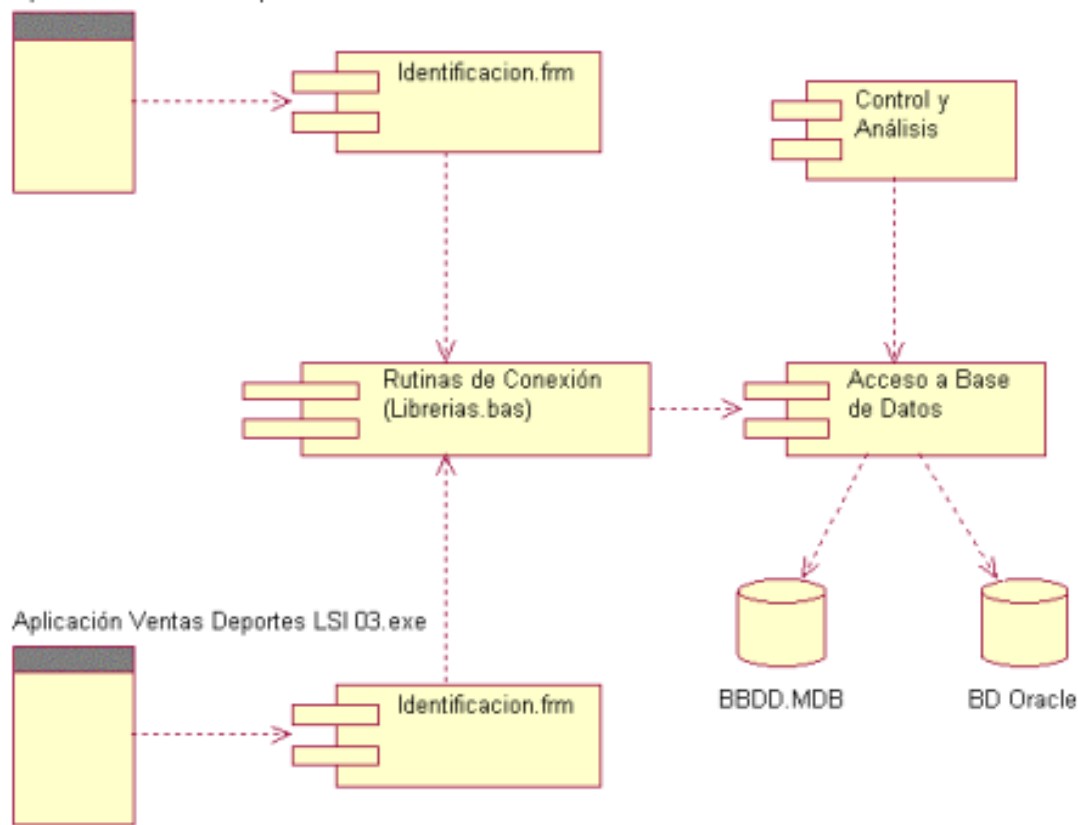 Identificacion.frm
Control y
Análisis
Rutinas de Conexión
(Librerias.bas)
Acceso a Base
de Datos
Aplicación Ventas Deportes LSI 03.exe
Identificacion.frm
BBDD.MDB
BD Oracle